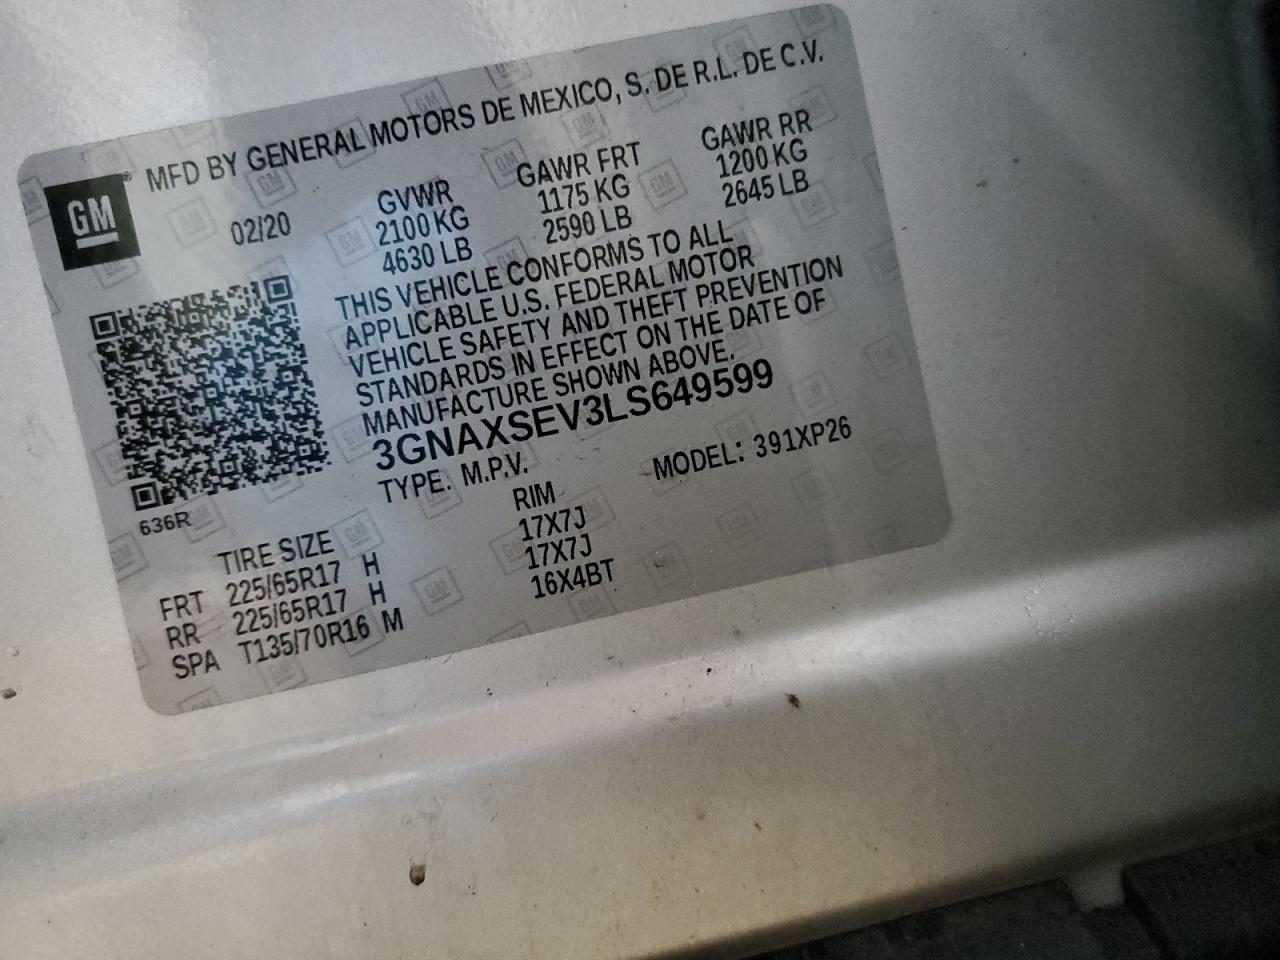 MFD BY GENERAL MOTORS DE MEXICO, S. DE R.L. DE C.V.
GM
02/20
GVWR GAWR FRT GAWR RR
2100 KG 1175 KG 1200 KG
4630 LB 2590 LB 2645 LB
THIS VEHICLE CONFORMS TO ALL
APPLICABLE U.S. FEDERAL MOTOR
VEHICLE SAFETY AND THEFT PREVENTION
STANDARDS IN EFFECT ON THE DATE OF
MANUFACTURE SHOWN ABOVE.
3GNAXSEV3LS649599
TYPE: M.P.V. MODEL: 391XP26
636R
TIRE SIZE RIM
FRT 225/65R17 H 17X7J
RR 225/65R17 H 17X7J
SPA T135/70R16 M 16X4BT